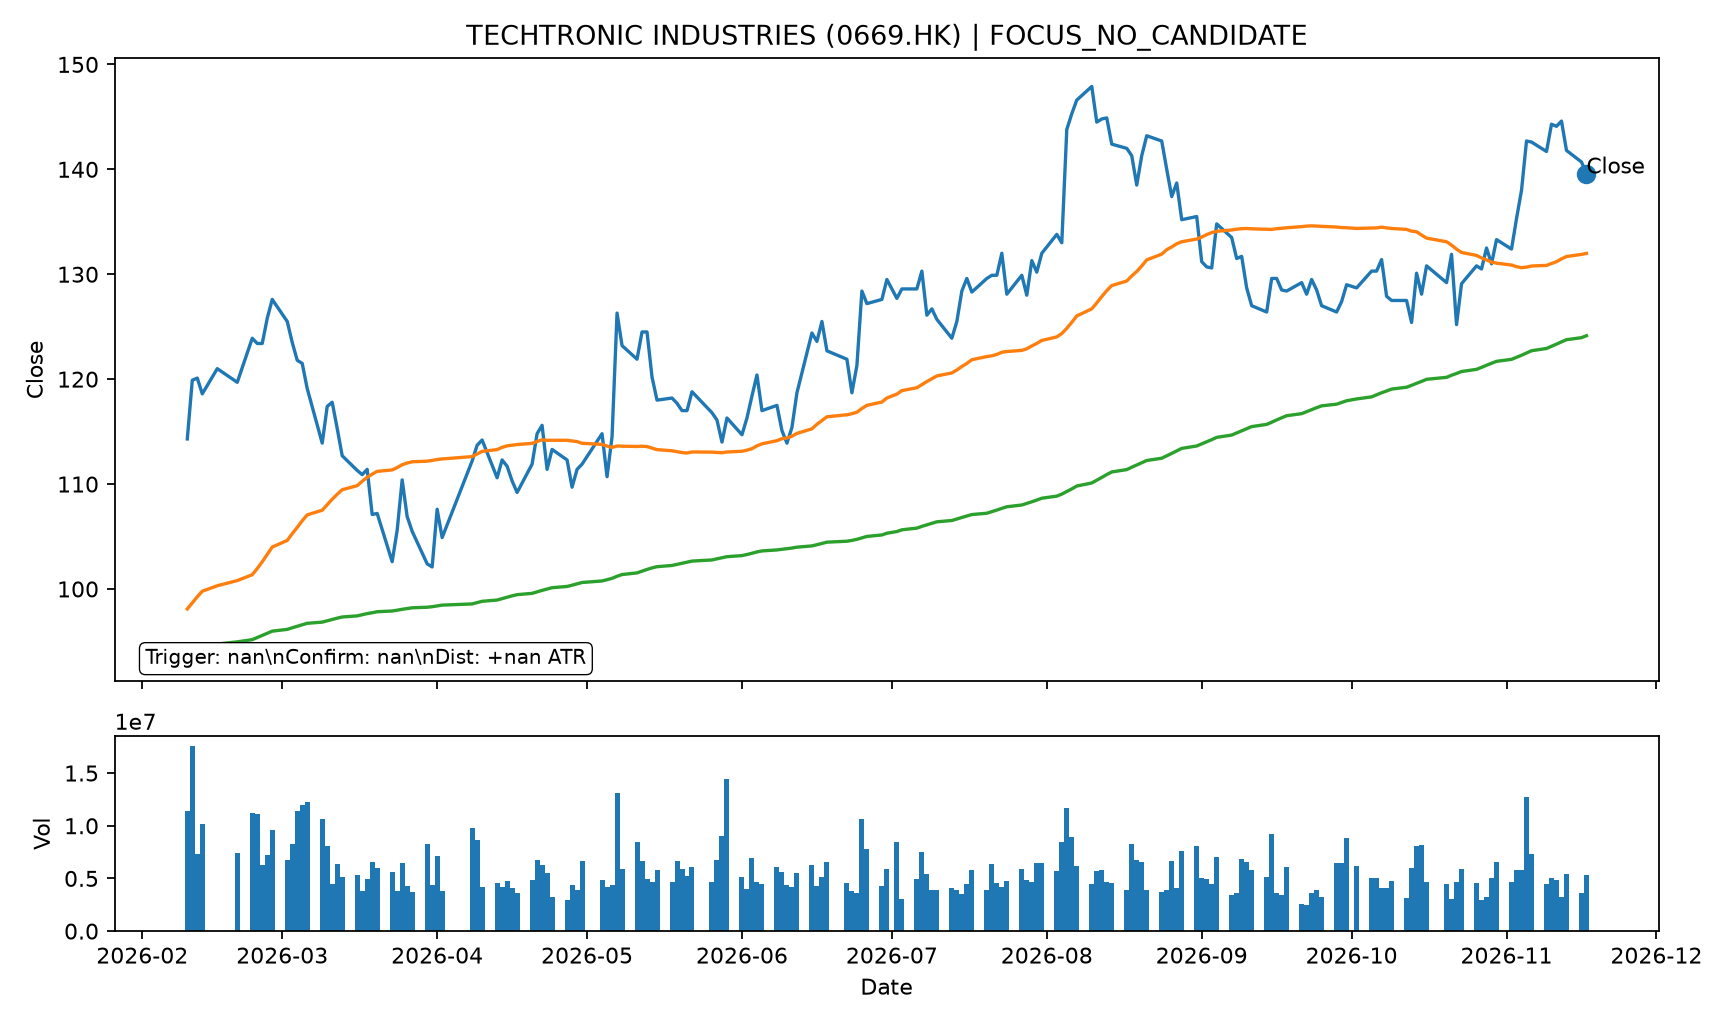 TECHTRONIC INDUSTRIES (0669.HK) | FOCUS_NO_CANDIDATE
150
140
130
120
110
100
Close
Close
Trigger: nan\nConfirm: nan\nDist: +nan ATR
1e7
1.5
1.0
0.5
0.0
Vol
2026-02 2026-03 2026-04 2026-05 2026-06 2026-07 2026-08 2026-09 2026-10 2026-11 2026-12
Date